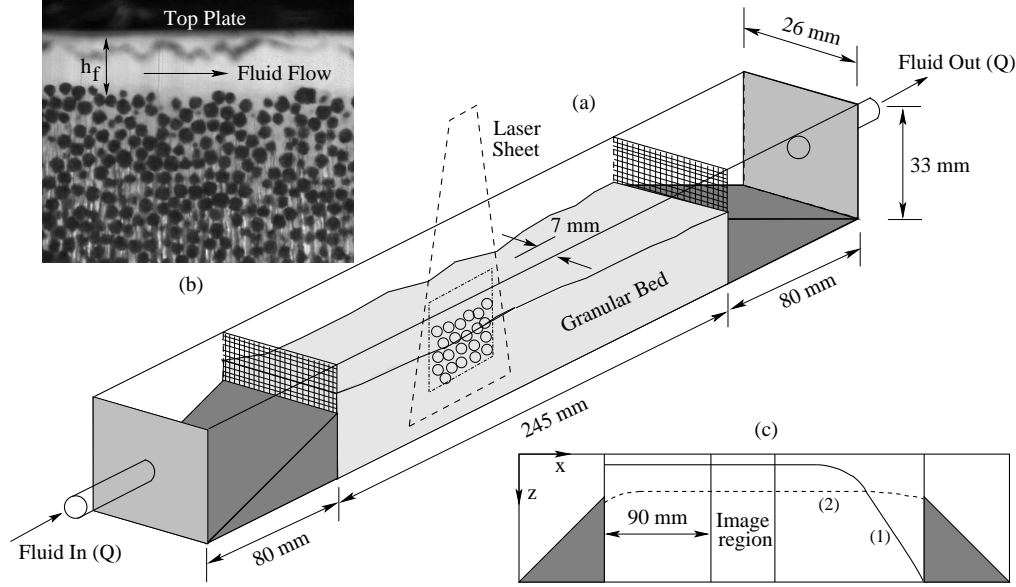 Top Plate
h_f
Fluid Flow
(b)
(a)
26 mm
Fluid Out (Q)
33 mm
Laser
Sheet
7 mm
80 mm
Granular Bed
245 mm
80 mm
Fluid In (Q)
(c)
x
z
90 mm
Image
region
(2)
(1)